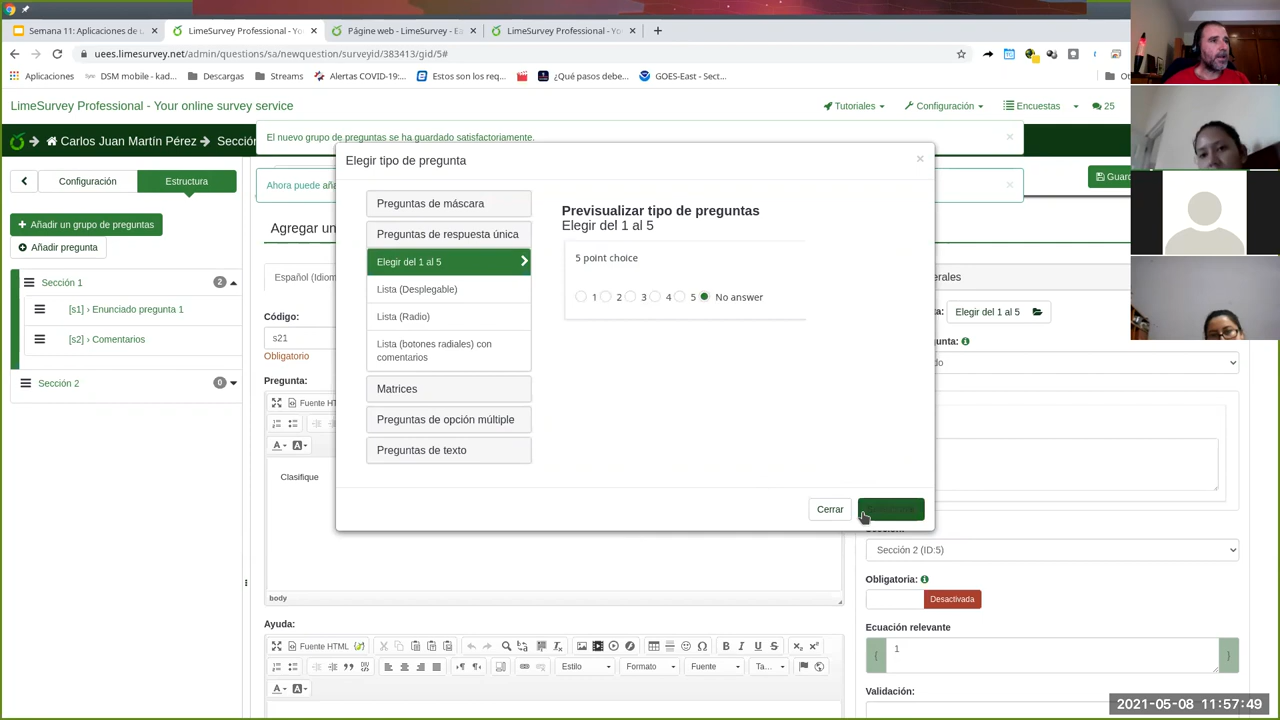 Semana 11: Aplicaciones de u
LimeSurvey Professional - Yo
Página web - LimeSurvey - Ea
LimeSurvey Professional - Yo
uees.limesurvey.net/admin/questions/sa/newquestion/surveyid/383413/gid/5#
Aplicaciones
DSM mobile - kad...
Descargas
Streams
Alertas COVID-19:...
Estos son los req...
¿Qué pasos debe...
GOES-East - Sect...
LimeSurvey Professional - Your online survey service
Tutoriales
Configuración
Encuestas
25
Carlos Juan Martín Pérez
Secció
El nuevo grupo de preguntas se ha guardado satisfactoriamente.
Configuración
Estructura
Ahora puede aña
Guard
Añadir un grupo de preguntas
Añadir pregunta
Agregar un
Sección 1
2
[s1] › Enunciado pregunta 1
[s2] › Comentarios
Sección 2
0
Elegir tipo de pregunta
Preguntas de máscara
Preguntas de respuesta única
Elegir del 1 al 5
Lista (Desplegable)
Lista (Radio)
Lista (botones radiales) con comentarios
Matrices
Preguntas de opción múltiple
Preguntas de texto
Previsualizar tipo de preguntas
Elegir del 1 al 5
5 point choice
1 2 3 4 5 No answer
Cerrar
Español (Idiom
Código:
s21
Obligatorio
Pregunta:
Fuente HT
Clasifique
body
Ayuda:
Fuente HTML
Estilo
Formato
Fuente
Ta...
erales
a:
Elegir del 1 al 5
gunta:
do
Sección 2 (ID:5)
Obligatoria:
Desactivada
Ecuación relevante
{ 1 }
Validación:
2021-05-08 11:57:49